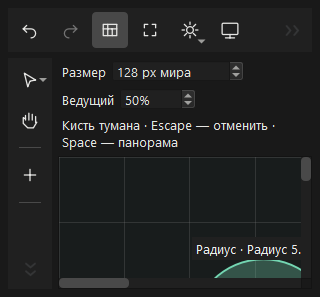 Размер 128 px мира
Ведущий 50%
Кисть тумана · Escape — отменить ·
Space — панорама
Радиус · Радиус 5.